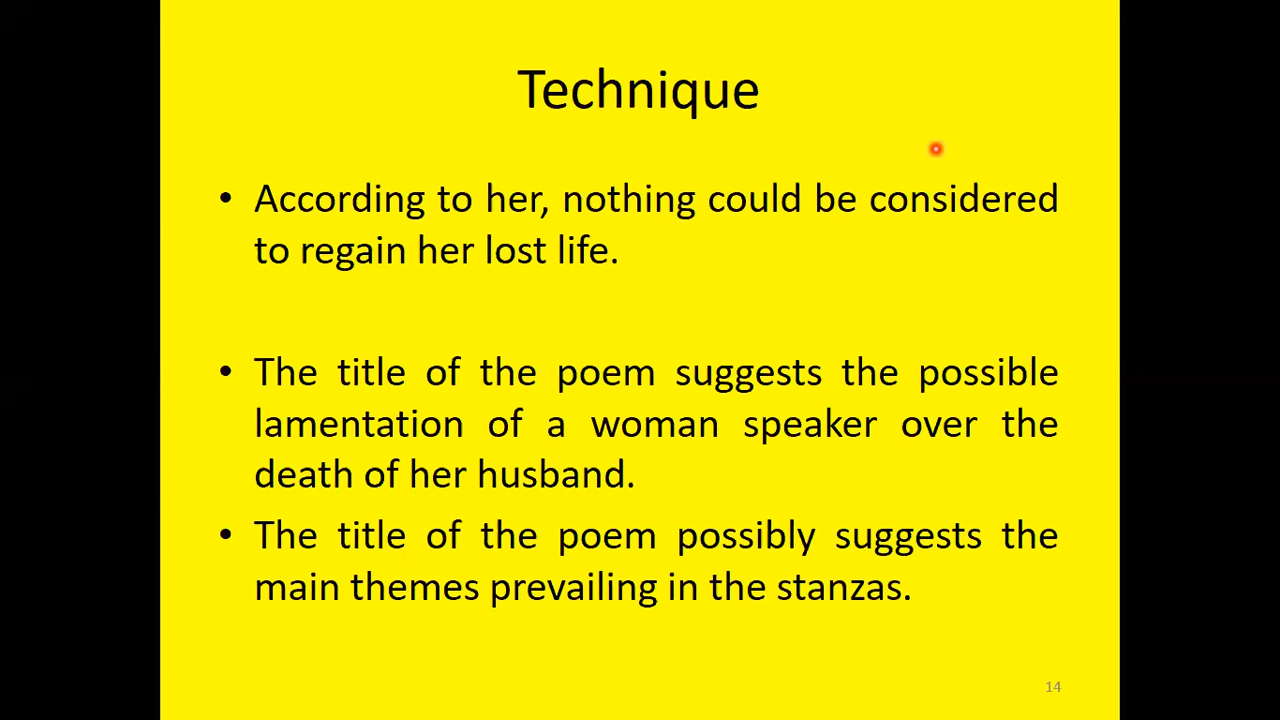 Technique
• According to her, nothing could be considered
to regain her lost life.
• The title of the poem suggests the possible
lamentation of a woman speaker over the
death of her husband.
• The title of the poem possibly suggests the
main themes prevailing in the stanzas.
14